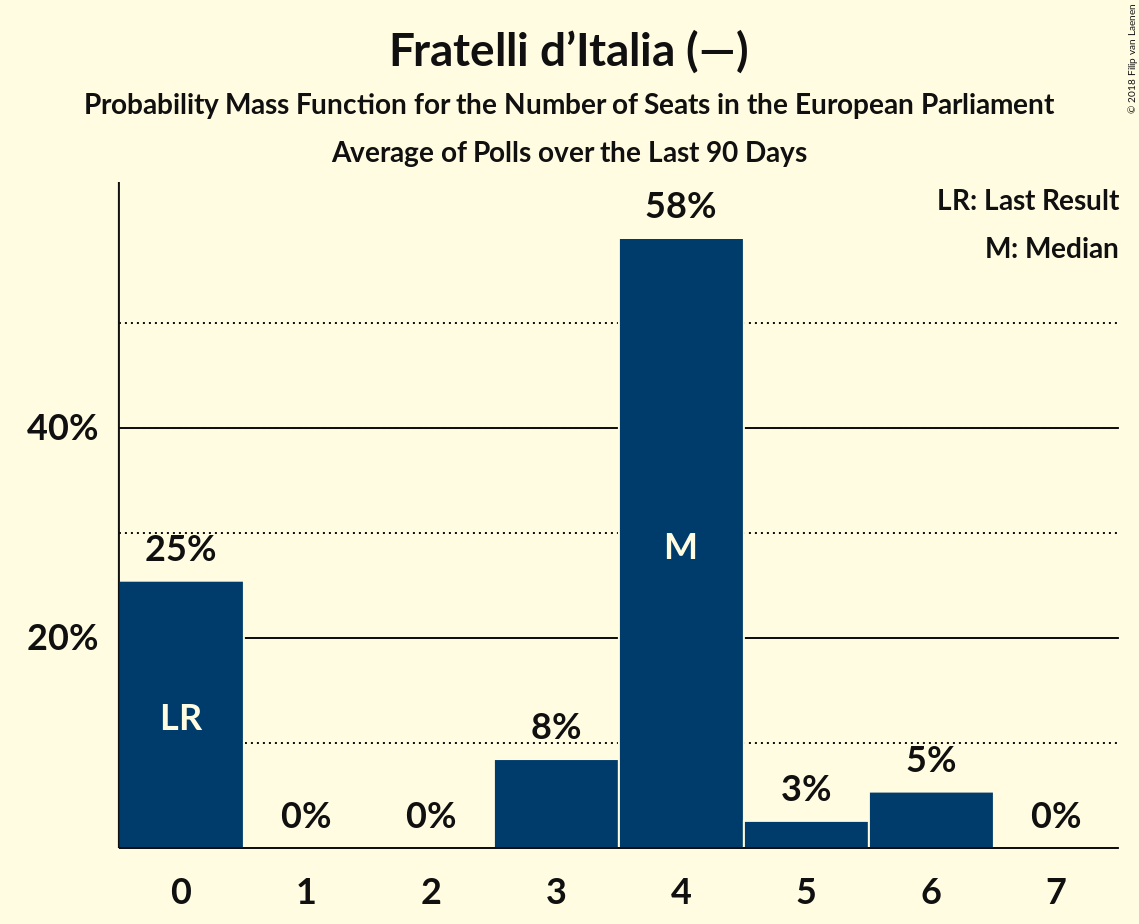 Fratelli d’Italia (—)
Probability Mass Function for the Number of Seats in the European Parliament
Average of Polls over the Last 90 Days
© 2018 Filip van Laenen
LR: Last Result
M: Median
58%
40%
25%
M
20%
LR
8%
5%
3%
0%
0%
0%
0 1 2 3 4 5 6 7